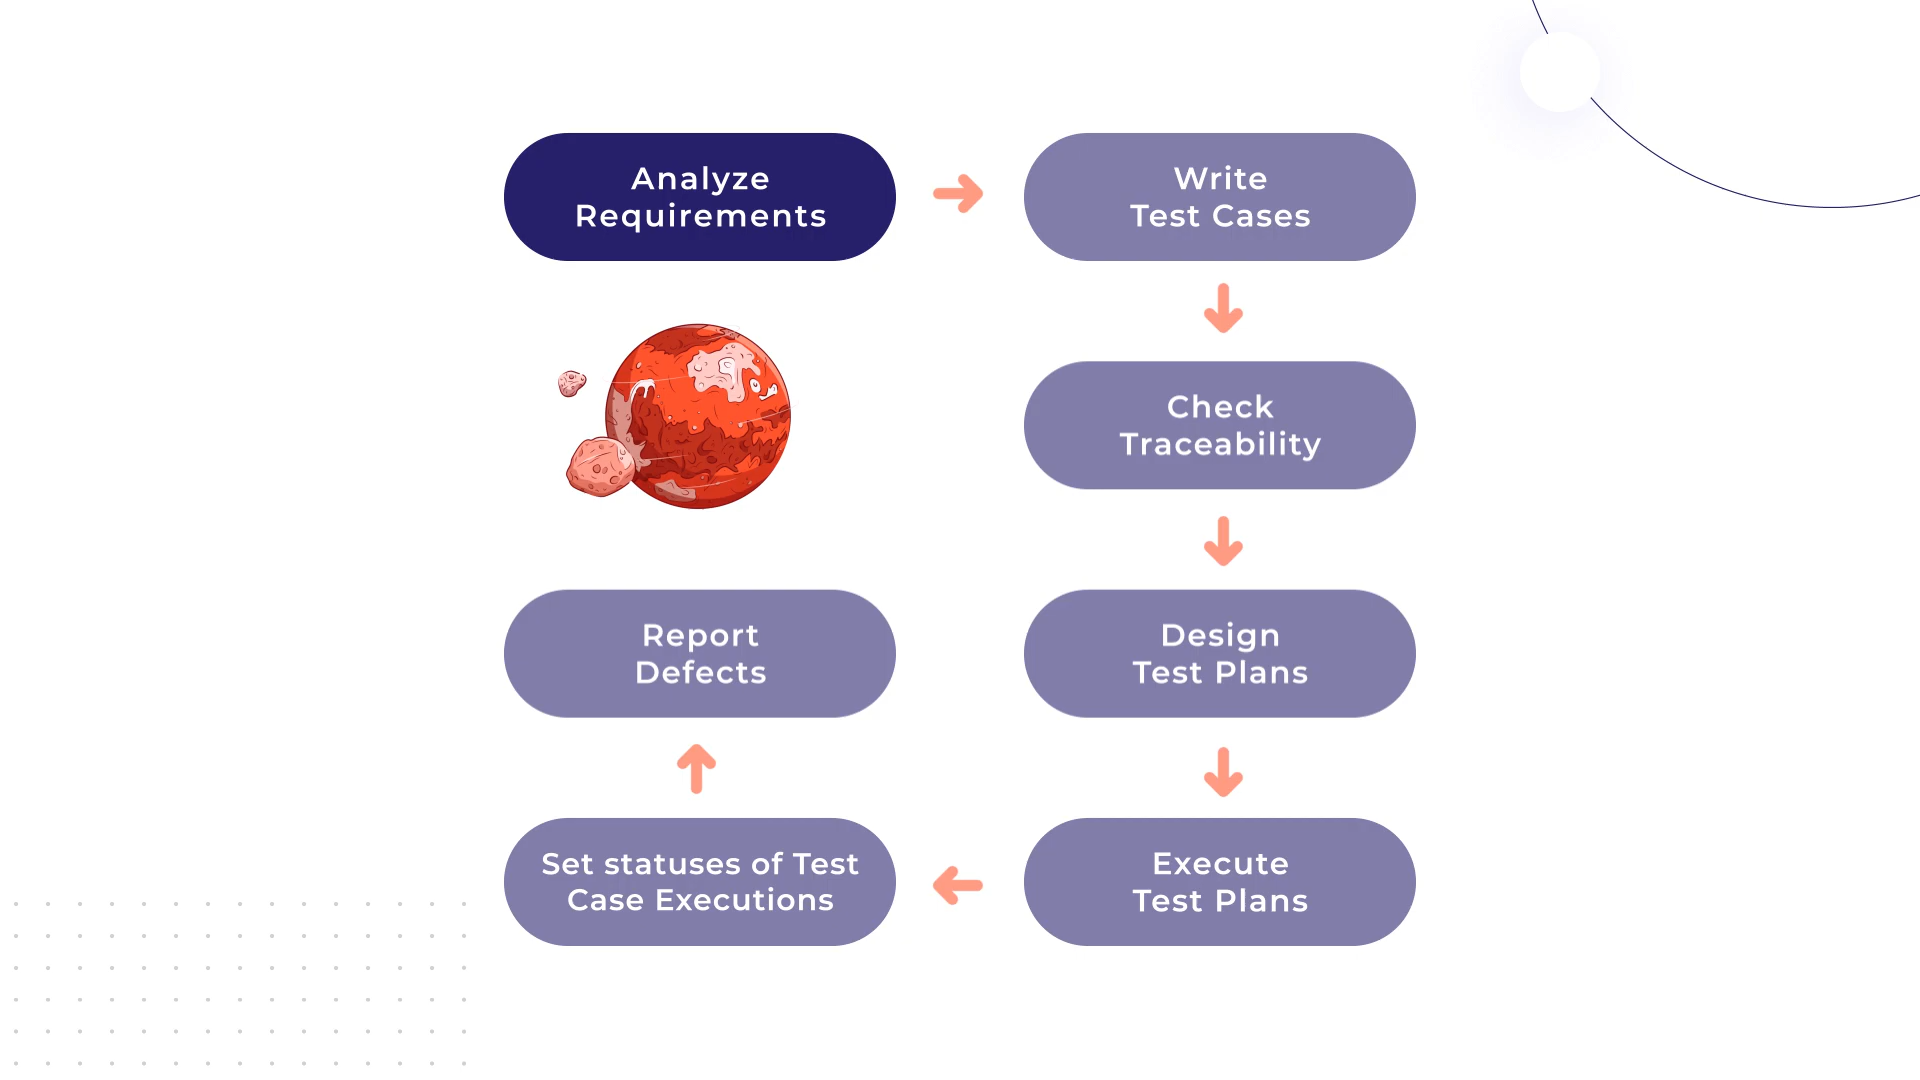 Analyze
Requirements
Write
Test Cases
Check
Traceability
Design
Test Plans
Execute
Test Plans
Set statuses of Test
Case Executions
Report
Defects